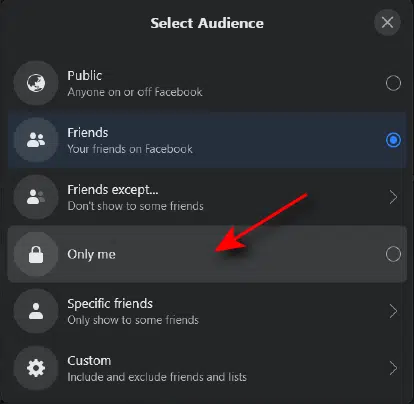 Select Audience
Public
Anyone on or off Facebook
Friends
Your friends on Facebook
Friends except...
Don't show to some friends
Only me
Specific friends
Only show to some friends
Custom
Include and exclude friends and lists